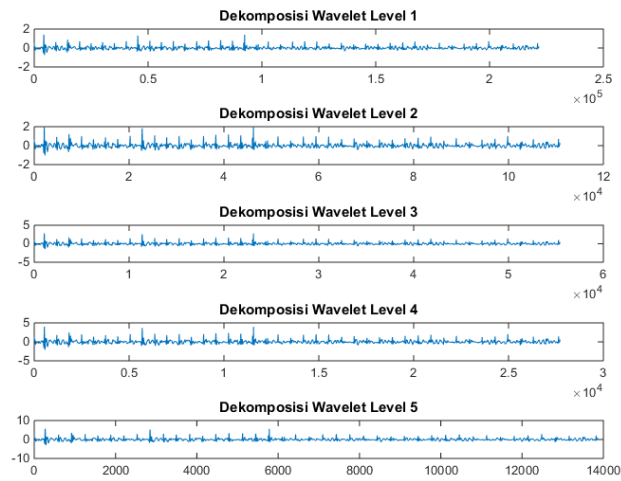 Dekomposisi Wavelet Level 1
2
0
-2
0 0.5 1 1.5 2 2.5
×10^5
Dekomposisi Wavelet Level 2
2
0
-2
0 2 4 6 8 10 12
×10^4
Dekomposisi Wavelet Level 3
5
0
-5
0 1 2 3 4 5 6
×10^4
Dekomposisi Wavelet Level 4
5
0
-5
0 0.5 1 1.5 2 2.5 3
×10^4
Dekomposisi Wavelet Level 5
10
0
-10
0 2000 4000 6000 8000 10000 12000 14000